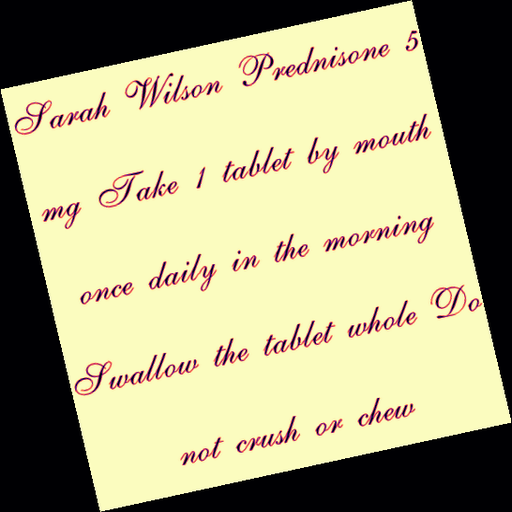 Sarah Wilson Prednisone 5
mg Take 1 tablet by mouth
once daily in the morning
Swallow the tablet whole Do
not crush or chew